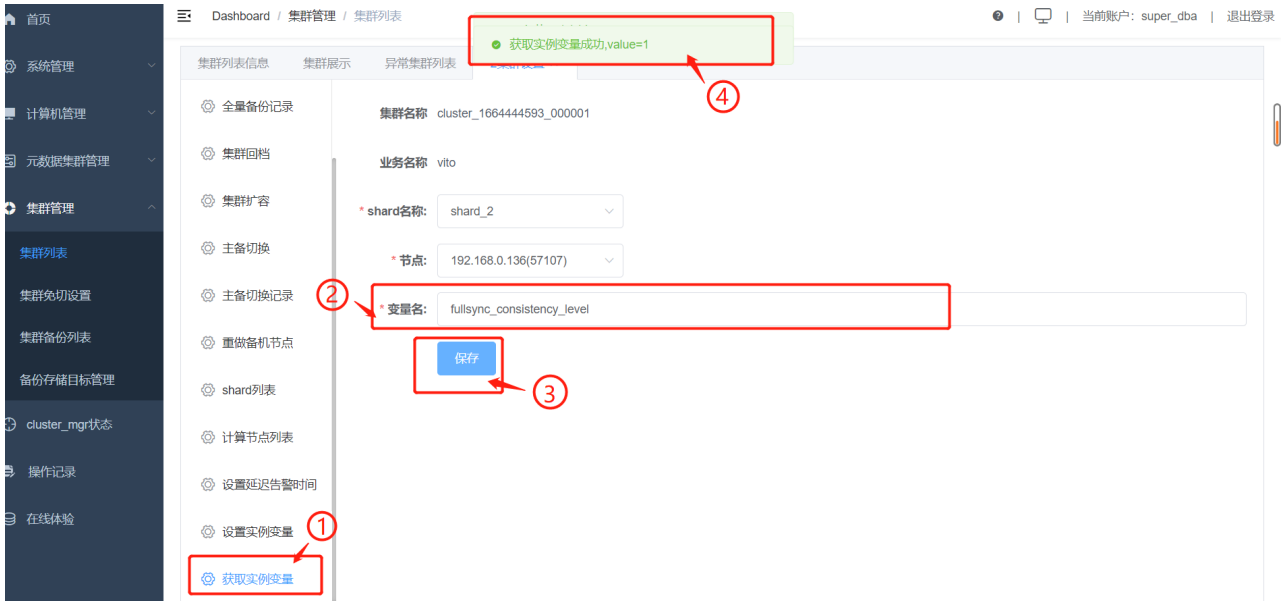 首页
Dashboard / 集群管理 / 集群列表
| | 当前账户: super_dba | 退出登录
获取实例变量成功,value=1
④
系统管理
计算机管理
元数据集群管理
集群管理
集群列表
集群免切设置
集群备份列表
备份存储目标管理
cluster_mgr状态
操作记录
在线体验
集群列表信息 集群展示 异常集群列表
全量备份记录
集群回档
集群扩容
主备切换
主备切换记录
重做备机节点
shard列表
计算节点列表
设置延迟告警时间
设置实例变量
①
获取实例变量
集群名称 cluster_1664444593_000001
业务名称 vito
* shard名称: shard_2
* 节点: 192.168.0.136(57107)
②
* 变量名: fullsync_consistency_level
保存
③